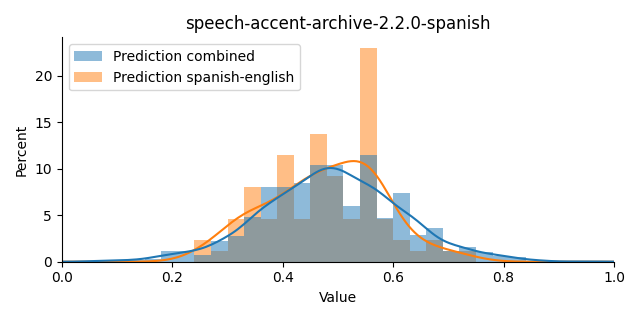 speech-accent-archive-2.2.0-spanish
Prediction combined
Prediction spanish-english
Percent
20
15
10
5
0
0.0 0.2 0.4 0.6 0.8 1.0
Value